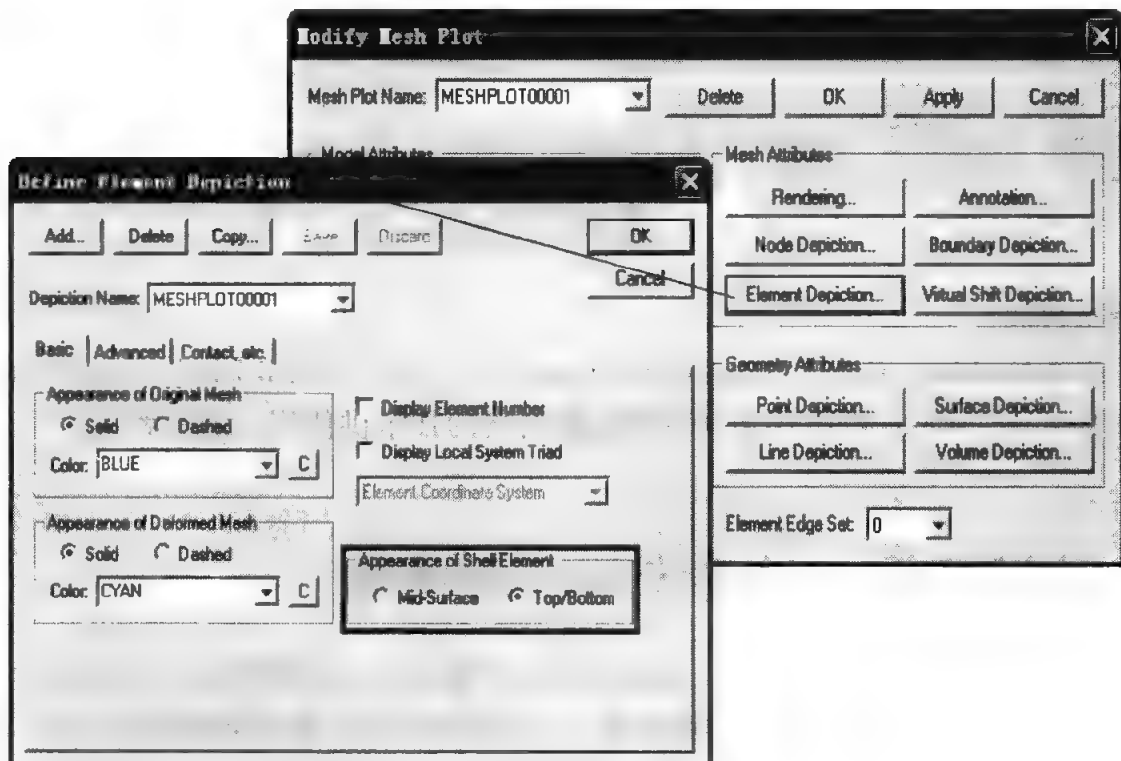 Modify Mesh Plot
Mesh Plot Name: MESHPLOT00001 Delete OK Apply Cancel
Model Attributes
Mesh Attributes
Rendering... Annotation...
Node Depiction... Boundary Depiction...
Element Depiction... Virtual Shift Depiction...
Geometry Attributes
Point Depiction... Surface Depiction...
Line Depiction... Volume Depiction...
Element Edge Set: 0
Define Element Depiction
Add... Delete Copy... Save Discard OK
Cancel
Depiction Name: MESHPLOT00001
Basic Advanced Contact, etc.
Appearance of Original Mesh
Solid Dashed
Color: BLUE C
Display Element Number
Display Local System Triad
Element Coordinate System
Appearance of Deformed Mesh
Solid Dashed
Color: CYAN C
Appearance of Shell Element
Mid-Surface Top/Bottom